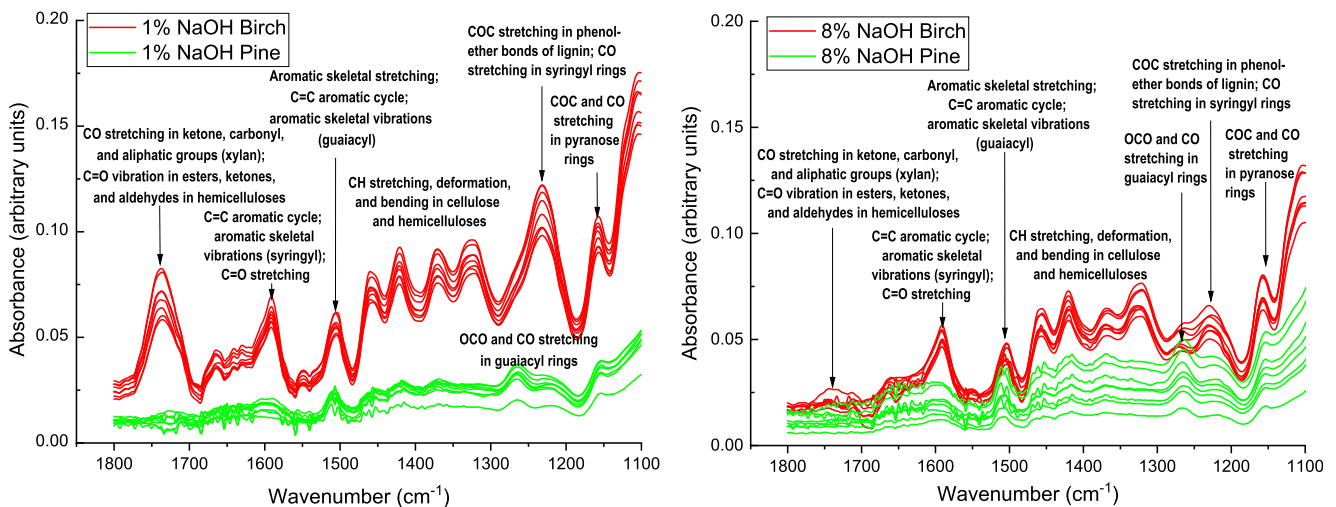 0.20
0.15
0.10
0.05
0.00
Absorbance (arbitrary units)
1% NaOH Birch
1% NaOH Pine
COC stretching in phenol-
ether bonds of lignin; CO
stretching in syringyl rings
Aromatic skeletal stretching;
C=C aromatic cycle;
aromatic skeletal vibrations
(guaiacyl)
COC and CO
stretching
in pyranose
rings
CO stretching in ketone, carbonyl,
and aliphatic groups (xylan);
C=O vibration in esters, ketones,
and aldehydes in hemicelluloses
CH stretching, deformation,
and bending in cellulose
and hemicelluloses
C=C aromatic cycle;
aromatic skeletal
vibrations (syringyl);
C=O stretching
OCO and CO stretching
in guaiacyl rings
1800
1700
1600
1500
1400
1300
1200
1100
Wavenumber (cm-1)
0.20
0.15
0.10
0.05
0.00
Absorbance (arbitrary units)
8% NaOH Birch
8% NaOH Pine
COC stretching in phenol-
ether bonds of lignin; CO
stretching in syringyl rings
Aromatic skeletal stretching;
C=C aromatic cycle;
aromatic skeletal vibrations
(guaiacyl)
OCO and CO
stretching in
guaiacyl rings
COC and CO
stretching
in pyranose
rings
CO stretching in ketone, carbonyl,
and aliphatic groups (xylan);
C=O vibration in esters, ketones,
and aldehydes in hemicelluloses
C=C aromatic cycle;
aromatic skeletal
vibrations (syringyl);
C=O stretching
CH stretching, deformation,
and bending in cellulose
and hemicelluloses
1800
1700
1600
1500
1400
1300
1200
1100
Wavenumber (cm-1)